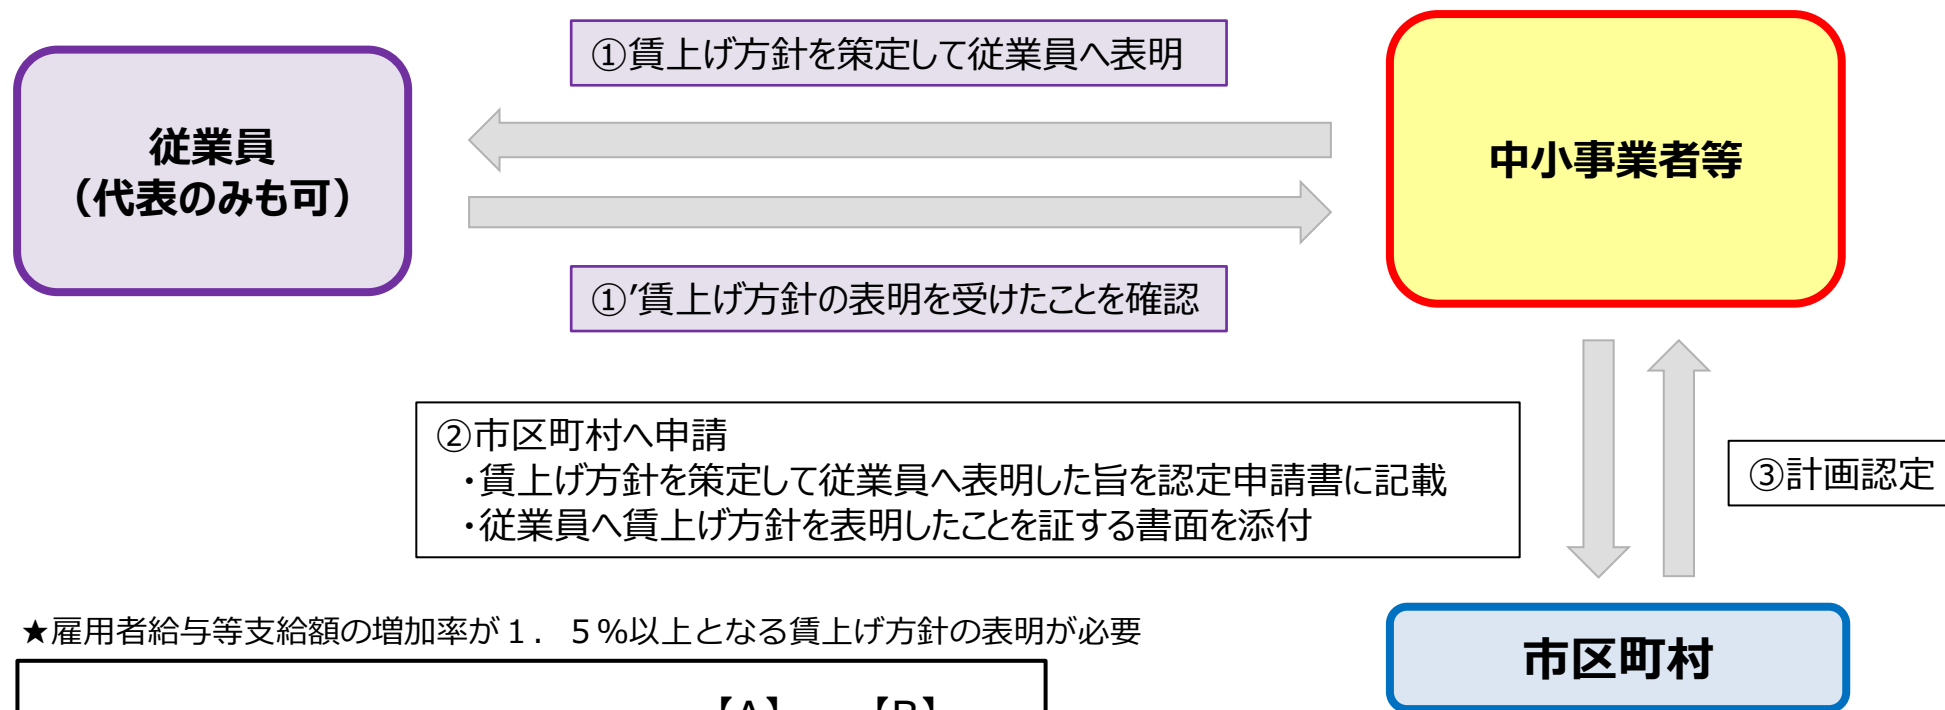 ①賃上げ方針を策定して従業員へ表明
従業員
（代表のみも可）
中小事業者等
①’賃上げ方針の表明を受けたことを確認
②市区町村へ申請
・賃上げ方針を策定して従業員へ表明した旨を認定申請書に記載
・従業員へ賃上げ方針を表明したことを証する書面を添付
③計画認定
★雇用者給与等支給額の増加率が１．５％以上となる賃上げ方針の表明が必要
市区町村
【A】 【B】